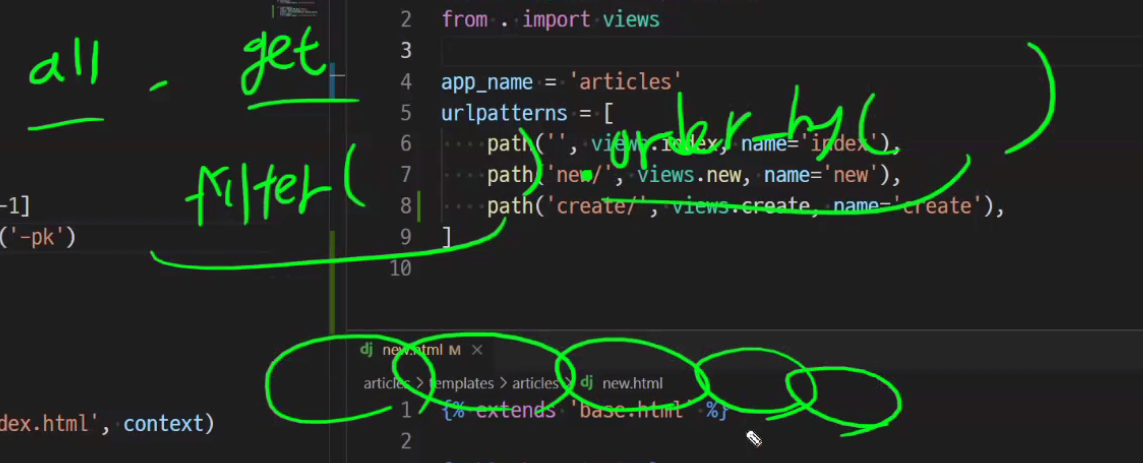 2 from . import views
3
all . get
4 app_name = 'articles'
5 urlpatterns = [
6 path('', views.index, name='index'),
filter( ) . order_by( )
7 path('new/', views.new, name='new'),
-1]
8 path('create/', views.create, name='create'),
('-pk')
9 ]
10
dj new.html M ×
articles > templates > articles > dj new.html
1 {% extends 'base.html' %}
dex.html', context)
2